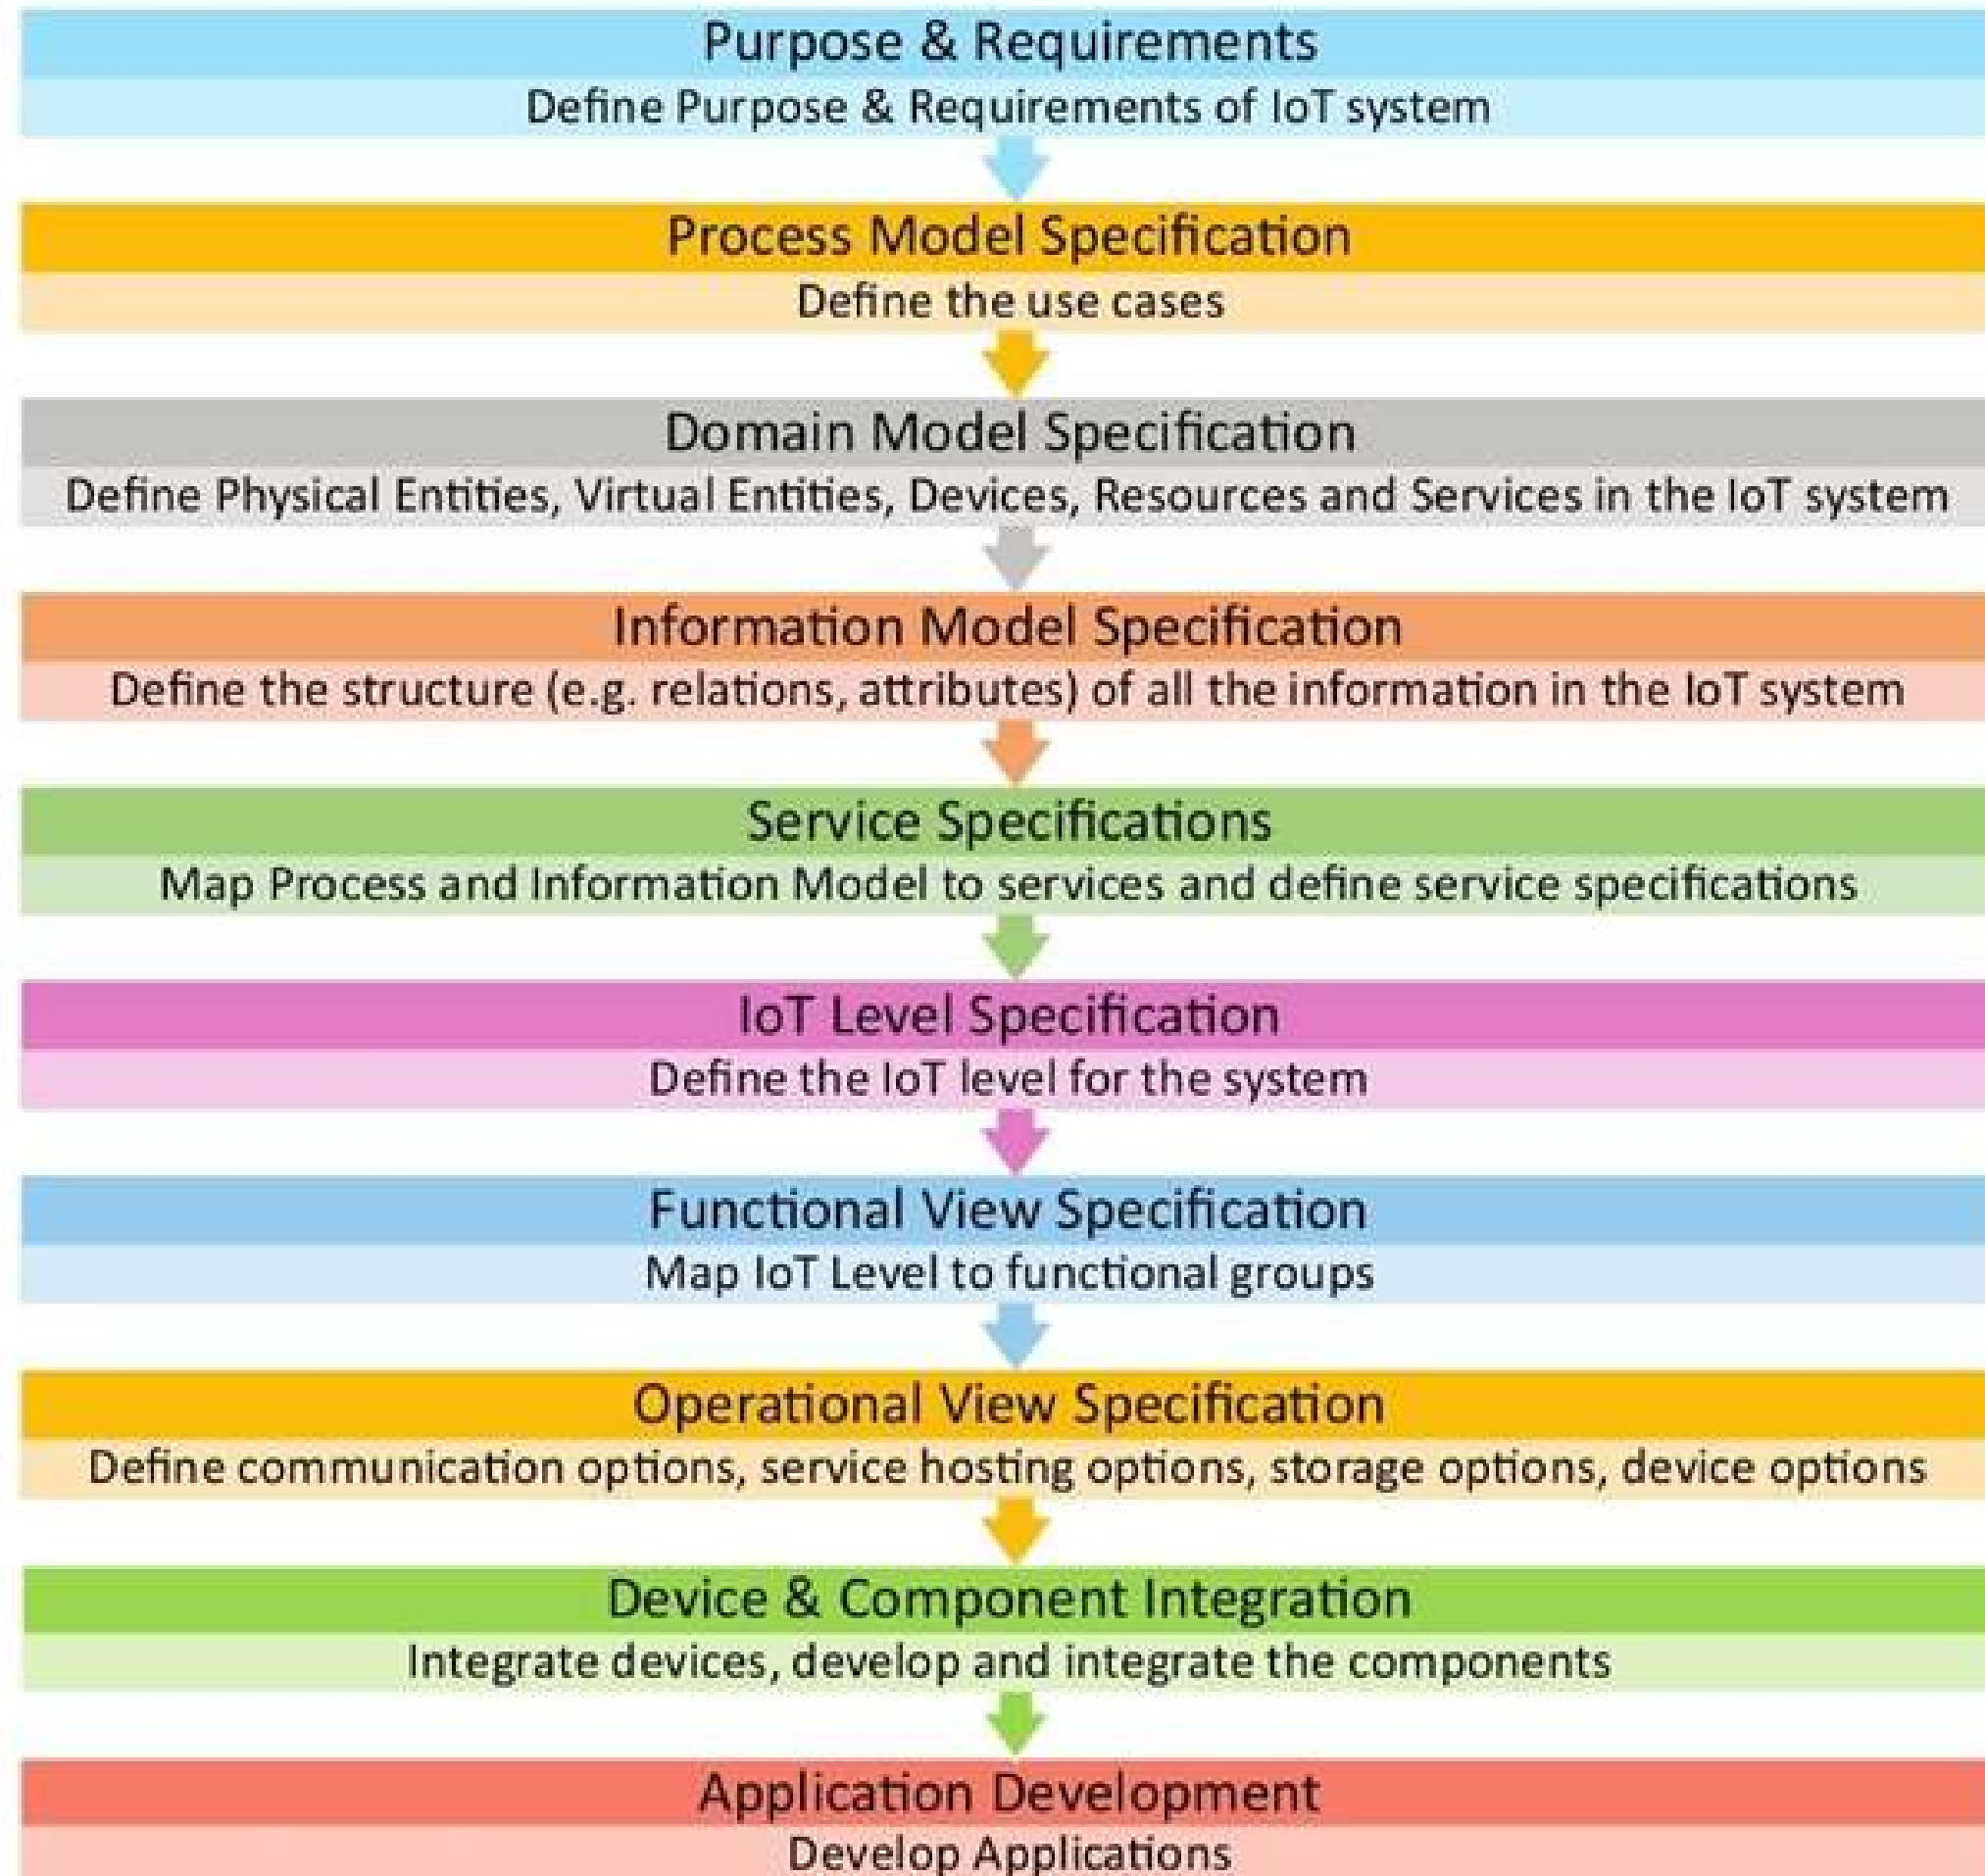 Purpose & Requirements
Define Purpose & Requirements of IoT system
Process Model Specification
Define the use cases
Domain Model Specification
Define Physical Entities, Virtual Entities, Devices, Resources and Services in the IoT system
Information Model Specification
Define the structure (e.g. relations, attributes) of all the information in the IoT system
Service Specifications
Map Process and Information Model to services and define service specifications
IoT Level Specification
Define the IoT level for the system
Functional View Specification
Map IoT Level to functional groups
Operational View Specification
Define communication options, service hosting options, storage options, device options
Device & Component Integration
Integrate devices, develop and integrate the components
Application Development
Develop Applications